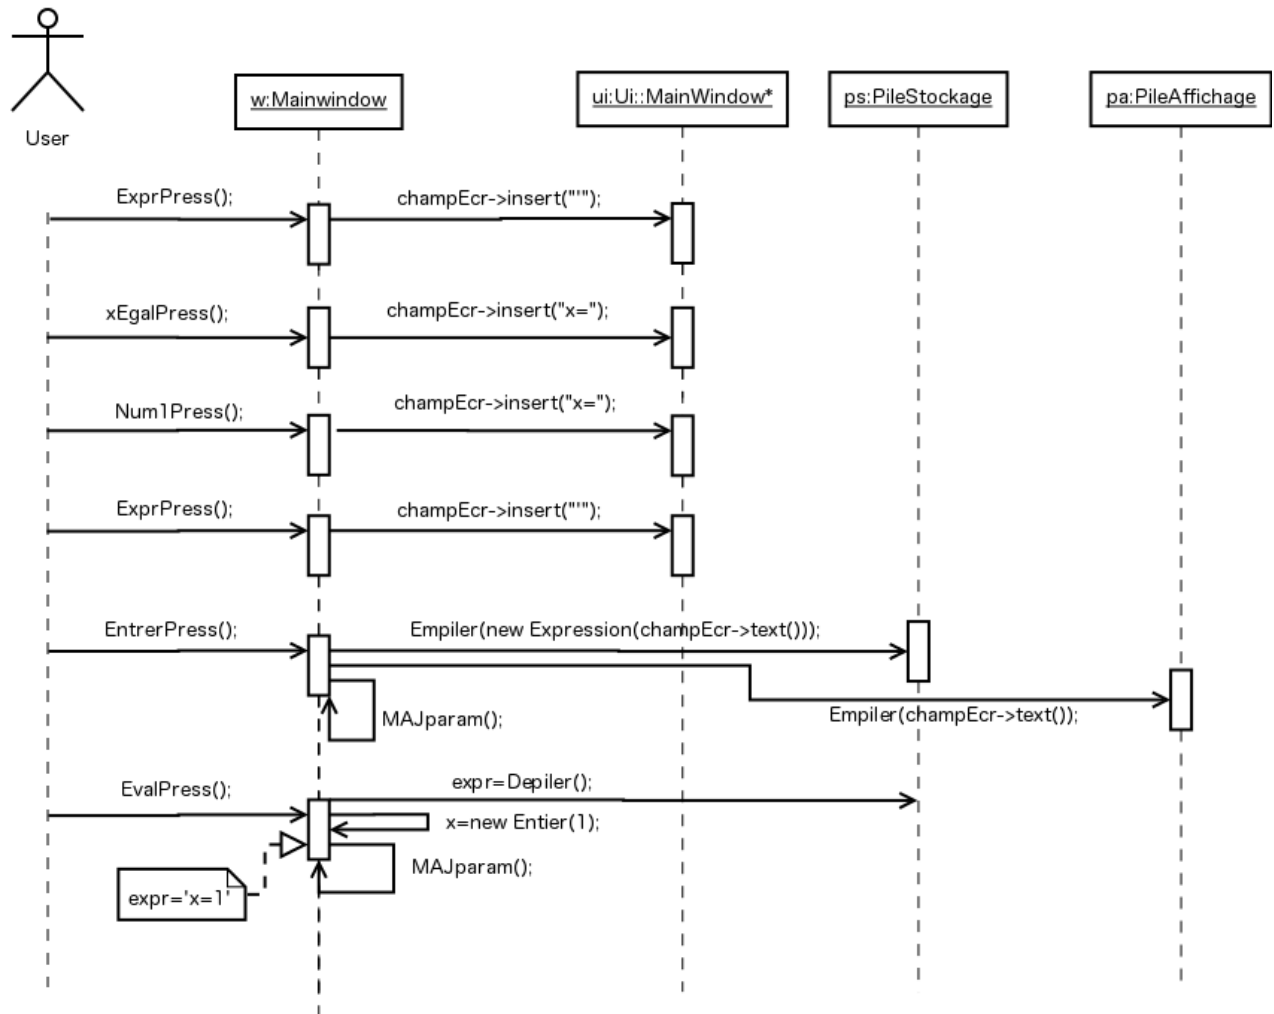 User
w:Mainwindow
ui:Ui::MainWindow*
ps:PileStockage
pa:PileAffichage
ExprPress();
champEcr->insert("'");
xEgalPress();
champEcr->insert("x=");
Num1Press();
champEcr->insert("x=");
ExprPress();
champEcr->insert("'");
EntrerPress();
Empiler(new Expression(champEcr->text()));
Empiler(champEcr->text());
MAJparam();
EvalPress();
expr=Depiler();
x=new Entier(1);
MAJparam();
expr='x=1'